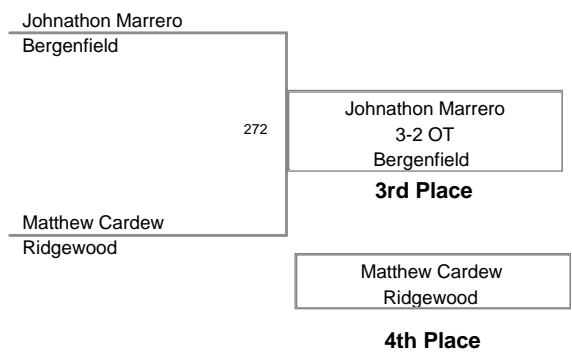 Johnathon Marrero
Bergenfield
272
Johnathon Marrero
3-2 OT
Bergenfield
3rd Place
Matthew Cardew
Ridgewood
Matthew Cardew
Ridgewood
4th Place